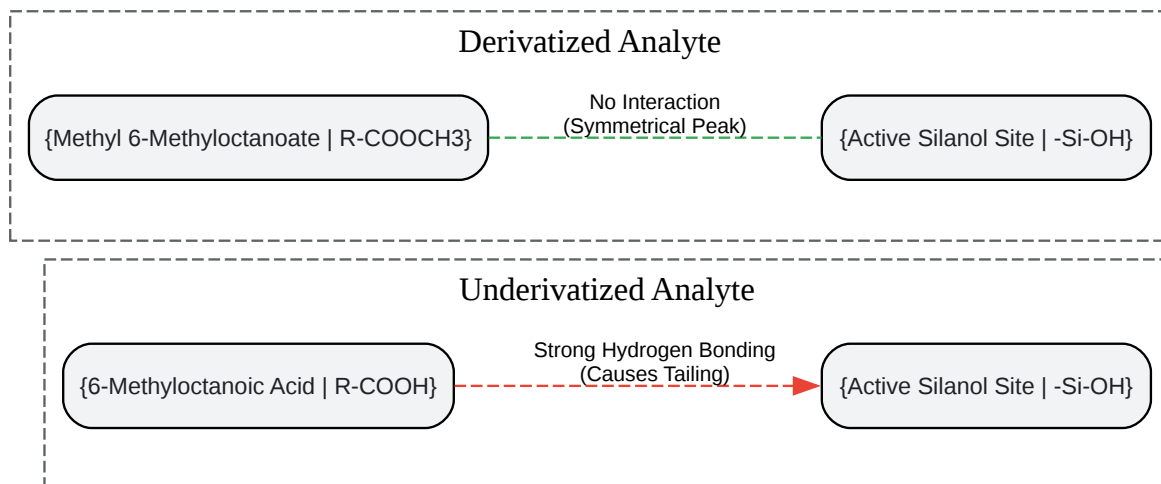 Derivatized Analyte
{Methyl 6-Methyloctanoate | R-COOCH3}
No Interaction
(Symmetrical Peak)
{Active Silanol Site | -Si-OH}
Underivatized Analyte
{6-Methyloctanoic Acid | R-COOH}
Strong Hydrogen Bonding
(Causes Tailing)
{Active Silanol Site | -Si-OH}